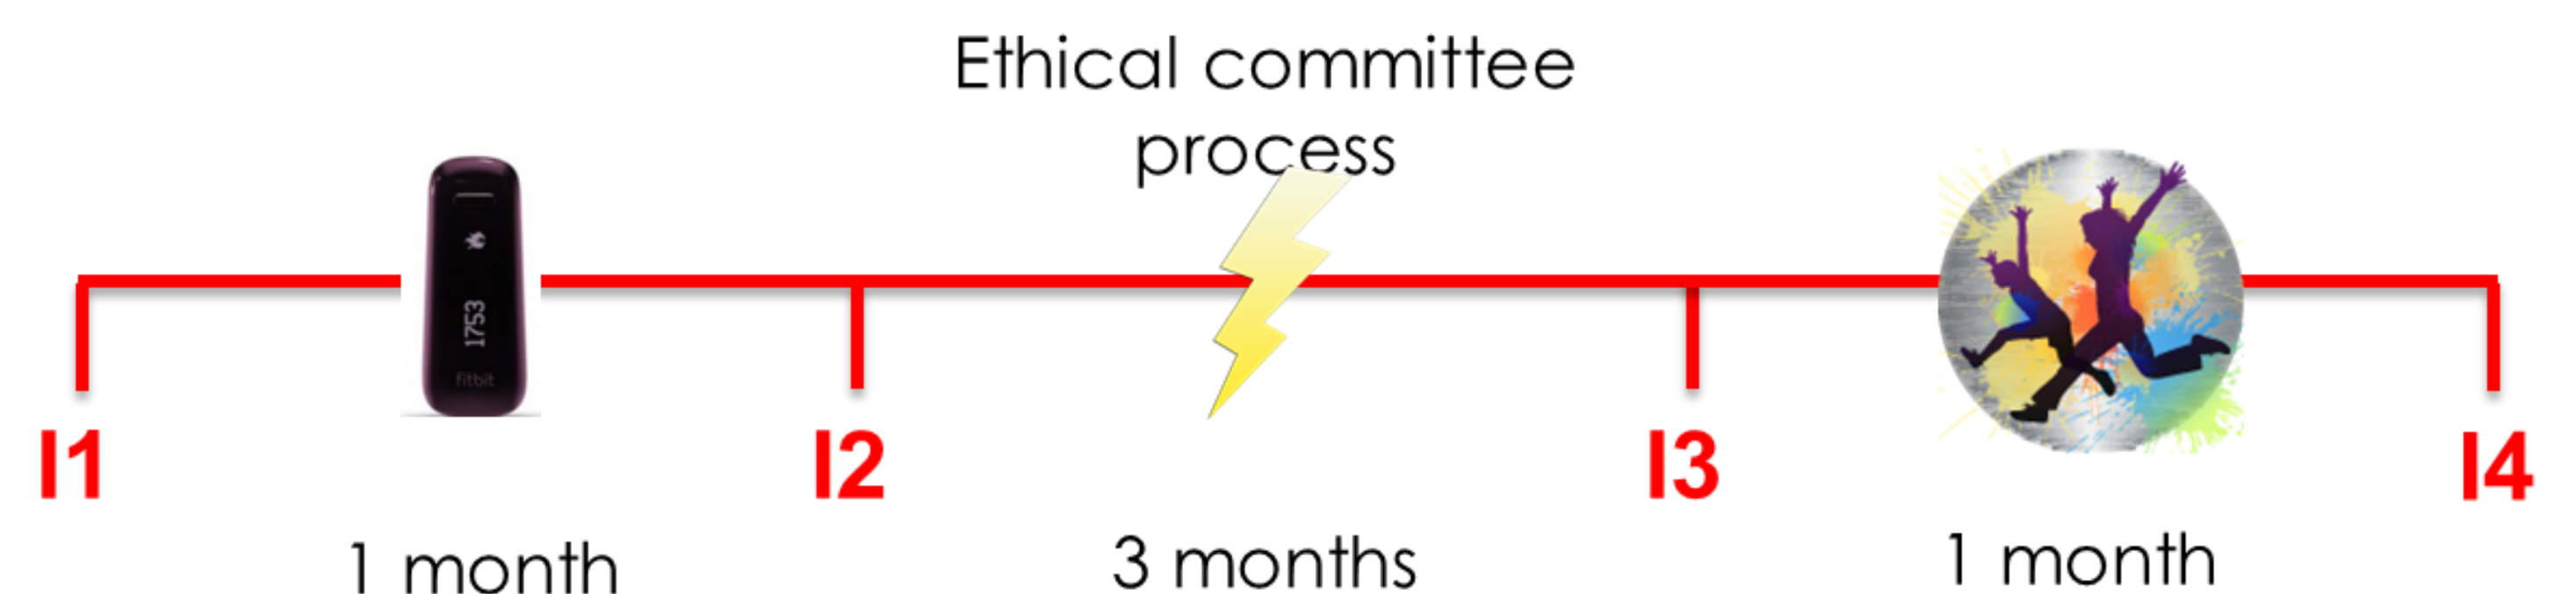 Ethical committee
process
1753
fitbit
I1
I2
I3
I4
1 month
3 months
1 month